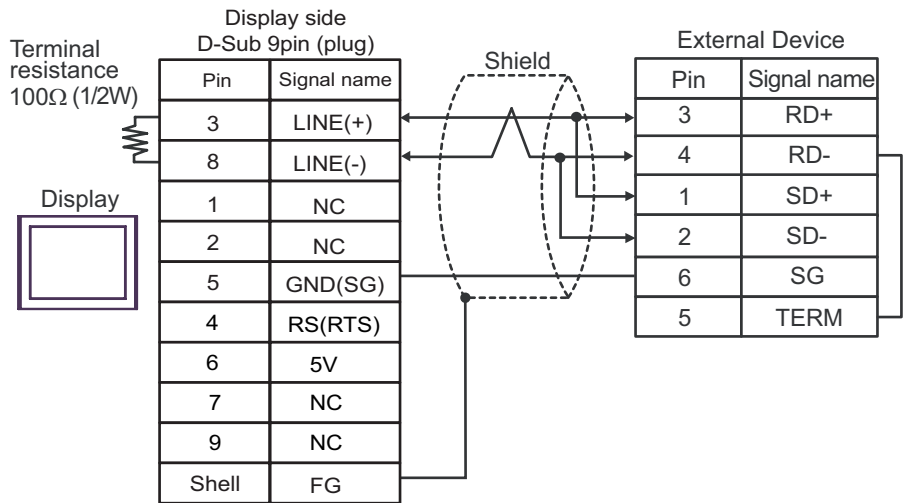 Display side
D-Sub 9pin (plug)
Terminal
resistance
100Ω (1/2W)
Shield
External Device
Pin Signal name
3 LINE(+)
8 LINE(-)
1 NC
2 NC
5 GND(SG)
4 RS(RTS)
6 5V
7 NC
9 NC
Shell FG
Display
Pin Signal name
3 RD+
4 RD-
1 SD+
2 SD-
6 SG
5 TERM